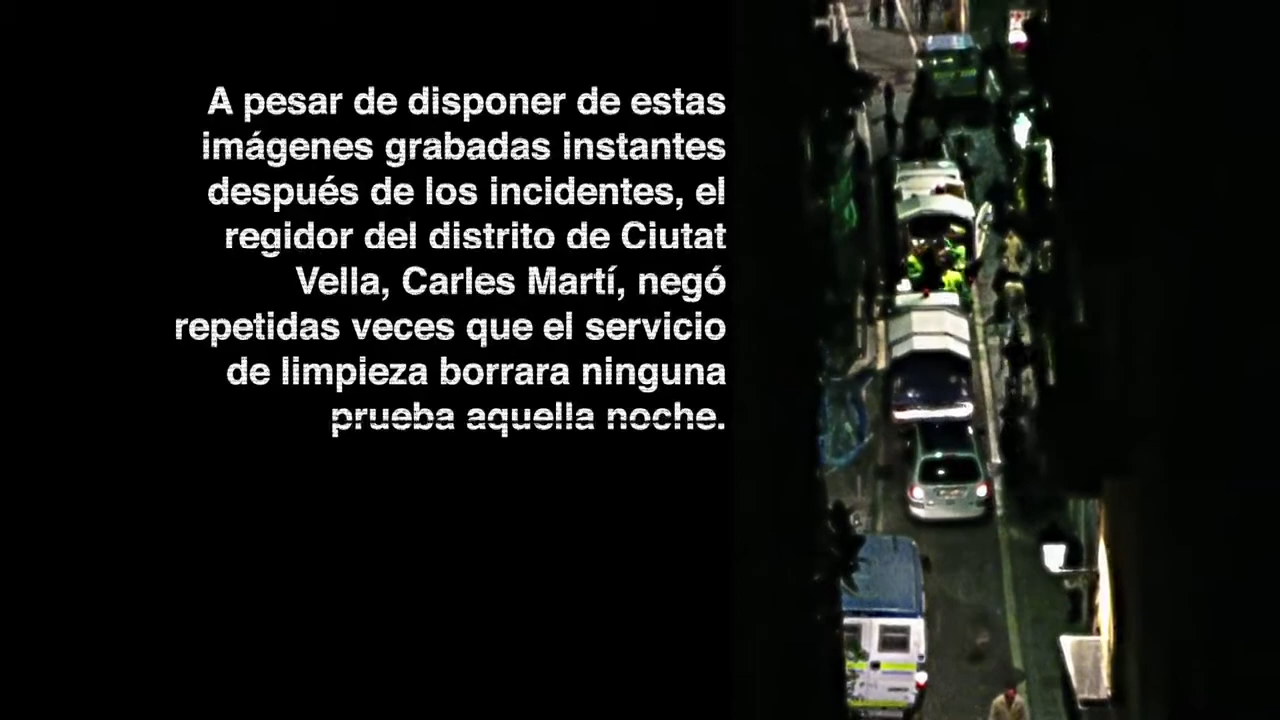 A pesar de disponer de estas
imágenes grabadas instantes
después de los incidentes, el
regidor del distrito de Ciutat
Vella, Carles Martí, negó
repetidas veces que el servicio
de limpieza borrara ninguna
prueba aquella noche.